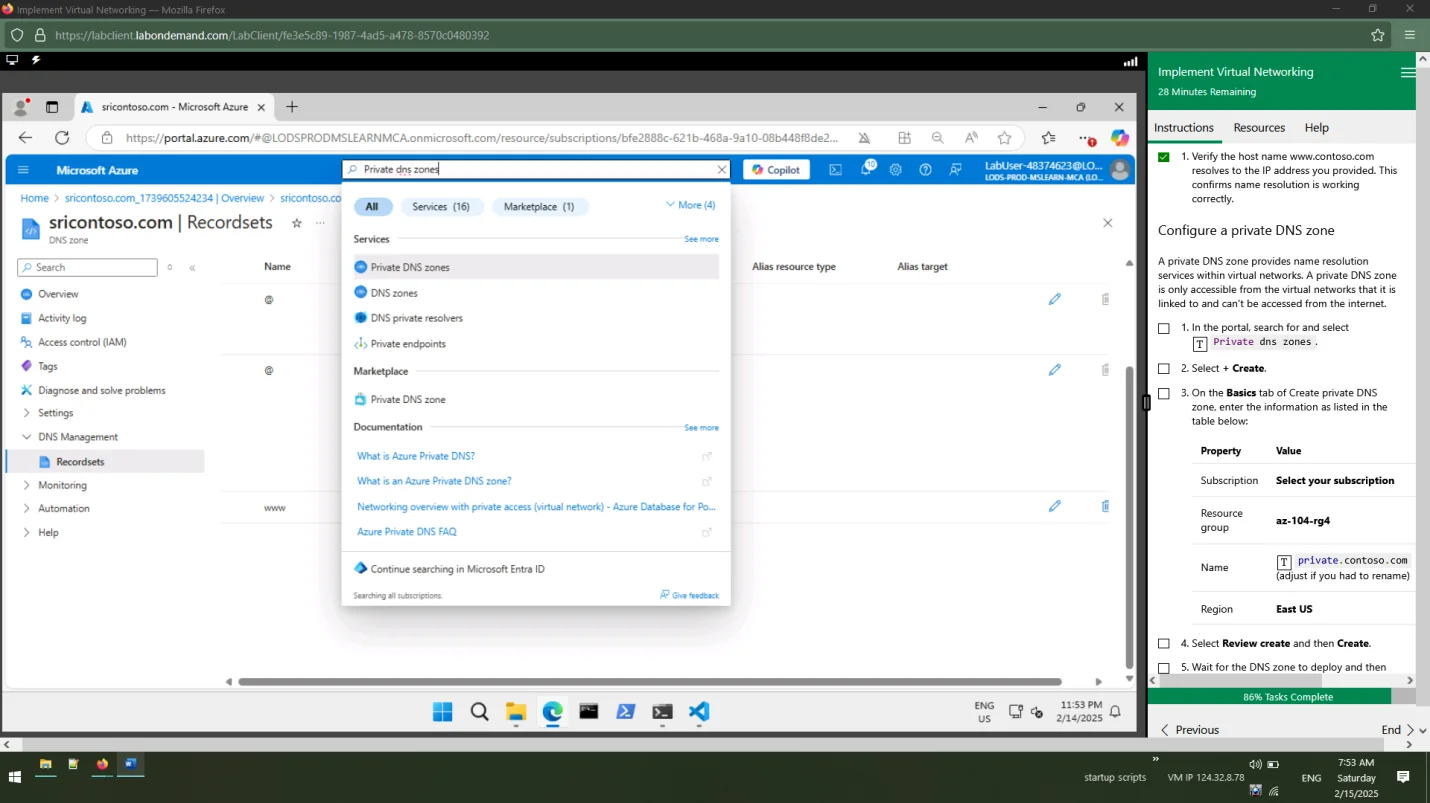 Implement Virtual Networking — Mozilla Firefox
https://labclient.labondemand.com/LabClient/fe3e5c89-1987-4ad5-a478-8570c0480392
sricontoso.com - Microsoft Azure
https://portal.azure.com/#@LODSPRODMSLEARNMCA.onmicrosoft.com/resource/subscriptions/bfe2888c-621b-468a-9a10-08b448f8de2...
Microsoft Azure
Private dns zones
Copilot
10
LabUser-48374623@LO...
LODS-PROD-MSLEARN-MCA (LO...
Home > sricontoso.com_1739605524234 | Overview > sricontoso.co
sricontoso.com | Recordsets
DNS zone
Search
Overview
Activity log
Access control (IAM)
Tags
Diagnose and solve problems
Settings
DNS Management
Recordsets
Monitoring
Automation
Help
Name
Alias resource type
Alias target
@
@
www
All
Services (16)
Marketplace (1)
More (4)
Services
See more
Private DNS zones
DNS zones
DNS private resolvers
Private endpoints
Marketplace
Private DNS zone
Documentation
See more
What is Azure Private DNS?
What is an Azure Private DNS zone?
Networking overview with private access (virtual network) - Azure Database for Po...
Azure Private DNS FAQ
Continue searching in Microsoft Entra ID
Searching all subscriptions.
Give feedback
ENG
US
11:53 PM
2/14/2025
Implement Virtual Networking
28 Minutes Remaining
Instructions
Resources
Help
1. Verify the host name www.contoso.com
resolves to the IP address you provided. This
confirms name resolution is working
correctly.
Configure a private DNS zone
A private DNS zone provides name resolution
services within virtual networks. A private DNS zone
is only accessible from the virtual networks that it is
linked to and can't be accessed from the internet.
1. In the portal, search for and select
T Private dns zones .
2. Select + Create.
3. On the Basics tab of Create private DNS
zone, enter the information as listed in the
table below:
Property Value
Subscription Select your subscription
Resource
group az-104-rg4
Name T private.contoso.com
(adjust if you had to rename)
Region East US
4. Select Review create and then Create.
5. Wait for the DNS zone to deploy and then
86% Tasks Complete
Previous
End
startup scripts
VM IP 124.32.8.78
ENG
7:53 AM
Saturday
2/15/2025